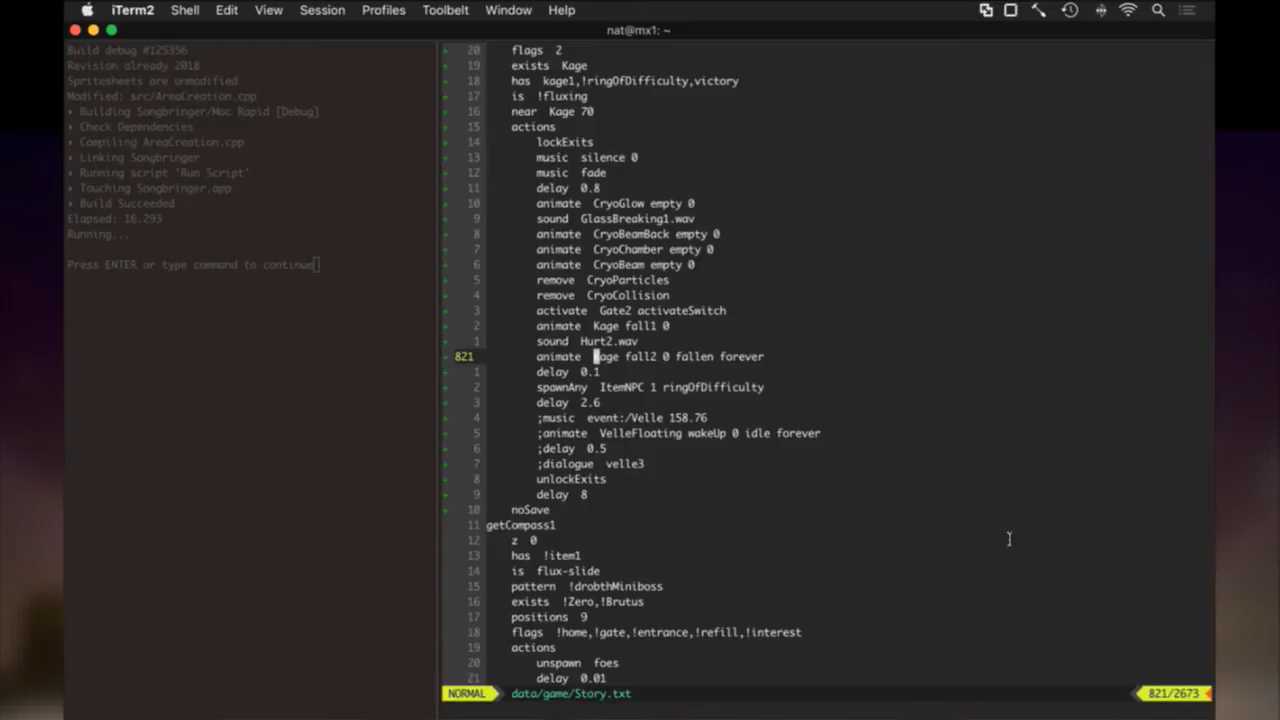 iTerm2 Shell Edit View Session Profiles Toolbelt Window Help
nat@mx1: ~
Build debug #125356
Revision already 2018
Spritesheets are unmodified
Modified: src/AreaCreation.cpp
Building Songbringer/Mac Rapid [Debug]
Check Dependencies
Compiling AreaCreation.cpp
Linking Songbringer
Running script 'Run Script'
Touching Songbringer.app
Build Succeeded
Elapsed: 16.293
Running...
Press ENTER or type command to continue
20 flags 2
19 exists Kage
18 has kage1,!ringOfDifficulty,victory
17 is !fluxing
16 near Kage 70
15 actions
14 lockExits
13 music silence 0
12 music fade
11 delay 0.8
10 animate CryoGlow empty 0
9 sound GlassBreaking1.wav
8 animate CryoBeamBack empty 0
7 animate CryoChamber empty 0
6 animate CryoBeam empty 0
5 remove CryoParticles
4 remove CryoCollision
3 activate Gate2 activateSwitch
2 animate Kage fall1 0
1 sound Hurt2.wav
821 animate Kage fall2 0 fallen forever
1 delay 0.1
2 spawnAny ItemNPC 1 ringOfDifficulty
3 delay 2.6
4 ;music event:/Velle 158.76
5 ;animate VelleFloating wakeUp 0 idle forever
6 ;delay 0.5
7 ;dialogue velle3
8 unlockExits
9 delay 8
10 noSave
11 getCompass1
12 z 0
13 has !item1
14 is flux-slide
15 pattern !drobthMiniboss
16 exists !Zero,!Brutus
17 positions 9
18 flags !home,!gate,!entrance,!refill,!interest
19 actions
20 unspawn foes
21 delay 0.01
NORMAL data/game/Story.txt 821/2673